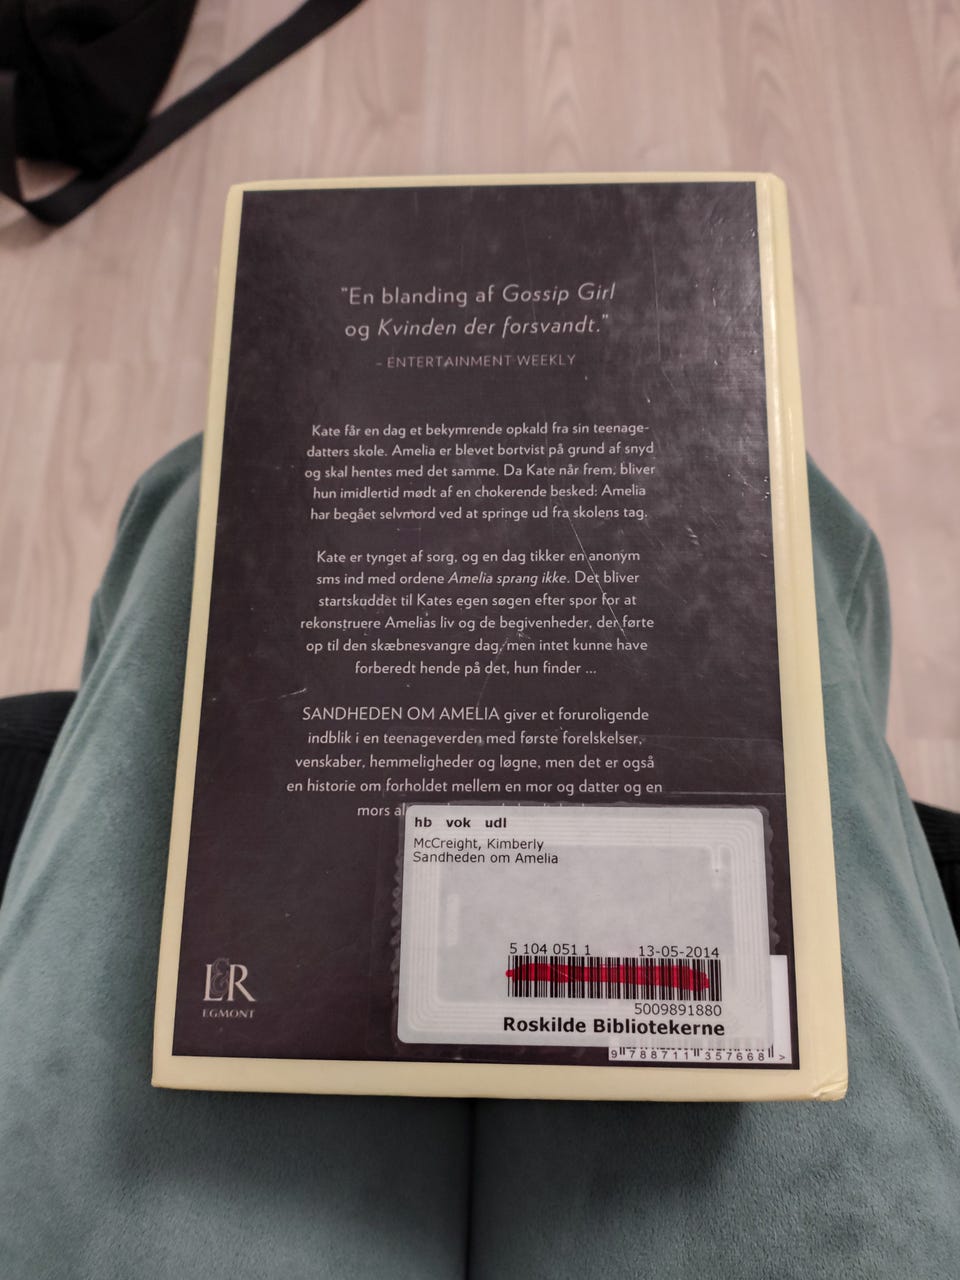 "En blanding af Gossip Girl
og Kvinden der forsvandt."
– ENTERTAINMENT WEEKLY
Kate får en dag et bekymrende opkald fra sin teenage-
datters skole. Amelia er blevet bortvist på grund af snyd
og skal hentes med det samme. Da Kate når frem, bliver
hun imidlertid mødt af en chokerende besked: Amelia
har begået selvmord ved at springe ud fra skolens tag.
Kate er tynget af sorg, og en dag tikker en anonym
sms ind med ordene Amelia sprang ikke. Det bliver
startskuddet til Kates egen søgen efter spor for at
rekonstruere Amelias liv og de begivenheder, der førte
op til den skæbnesvangre dag, men intet kunne have
forberedt hende på det, hun finder ...
SANDHEDEN OM AMELIA giver et foruroligende
indblik i en teenageverden med første forelskelser,
venskaber, hemmeligheder og løgne, men det er også
en historie om forholdet mellem en mor og datter og en
mors
hb vok udl
McCreight, Kimberly
Sandheden om Amelia
5 104 051 1 13-05-2014
5009891880
Roskilde Bibliotekerne
L&R
EGMONT
9 788711 357668 >